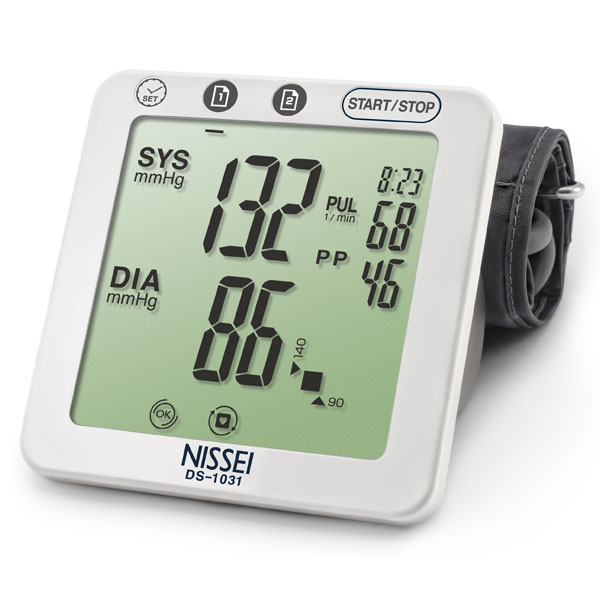 SET 1 2 START/STOP
SYS
mmHg
132
PUL
1/min
8:23
68
PP
46
DIA
mmHg
86
140
90
OK
NISSEI
DS-1031